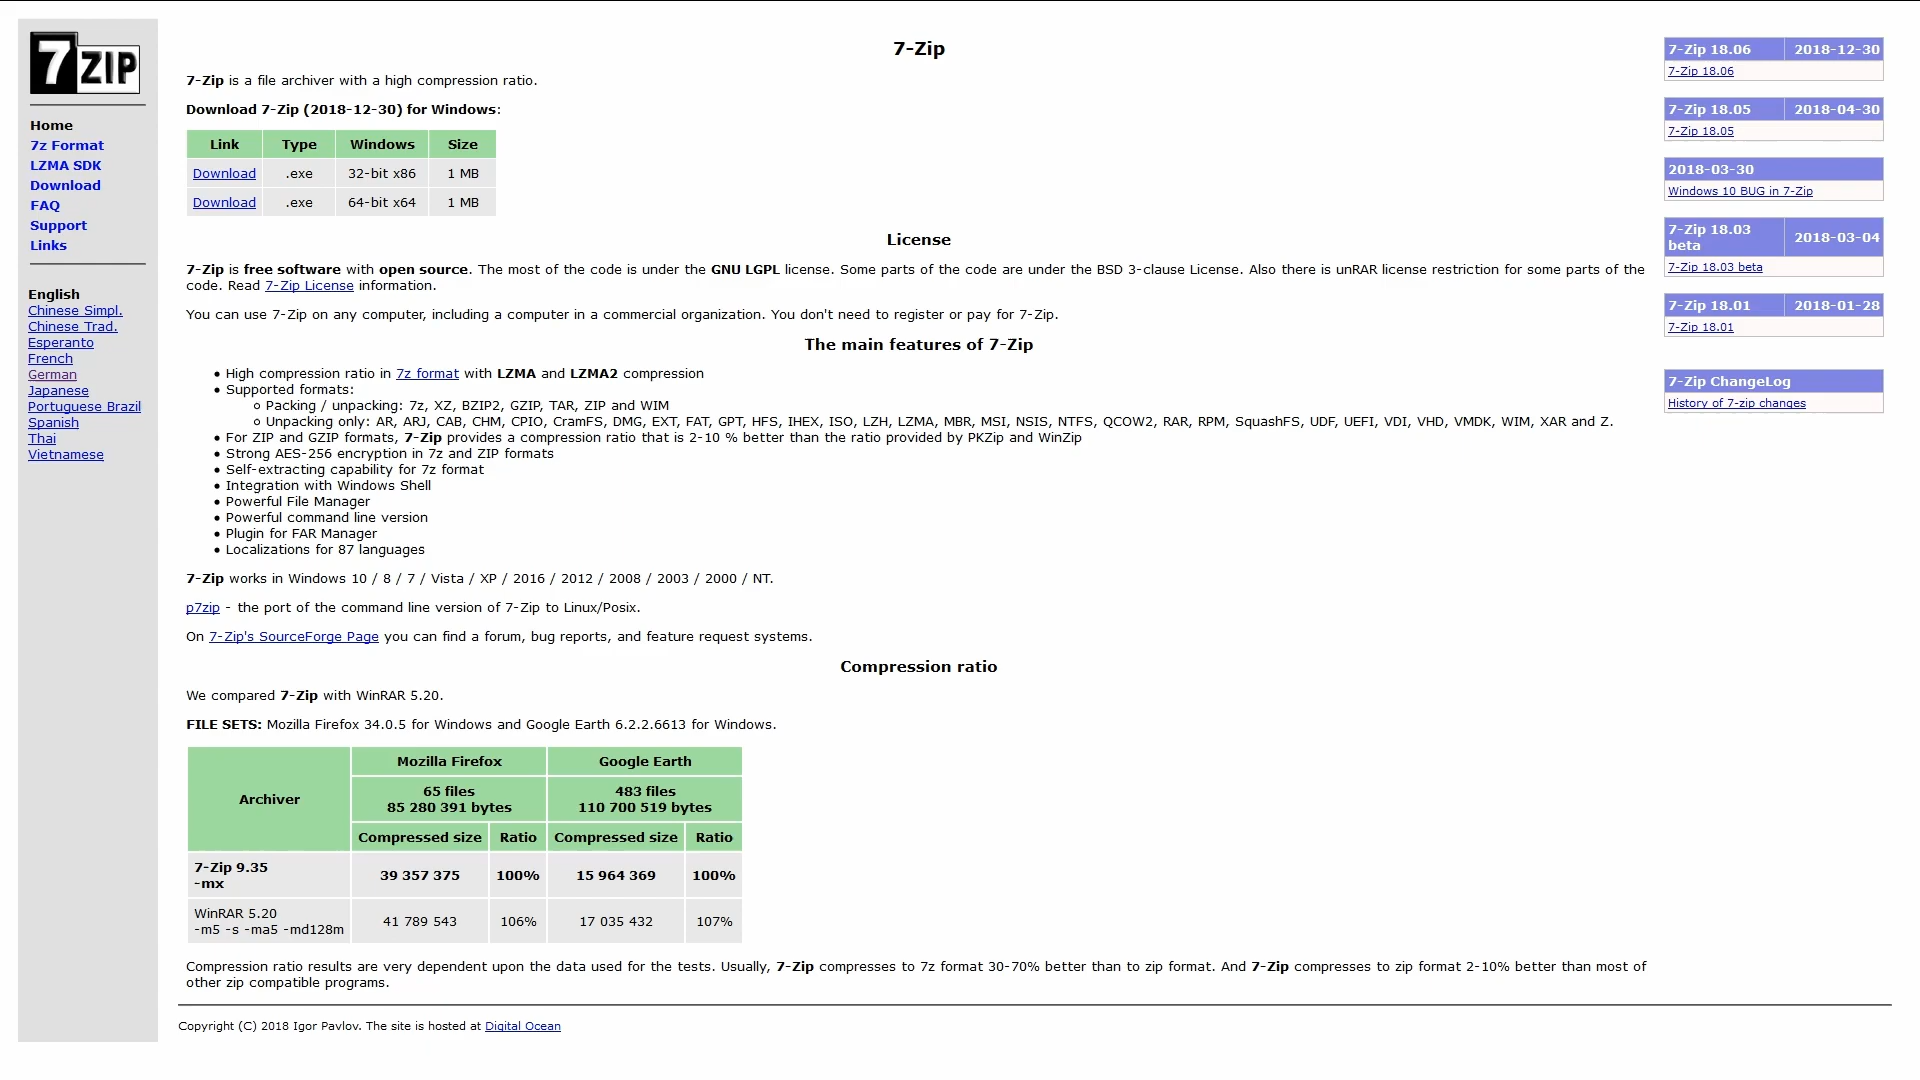 7ZIP
Home
7z Format
LZMA SDK
Download
FAQ
Support
Links
English
Chinese Simpl.
Chinese Trad.
Esperanto
French
German
Japanese
Portuguese Brazil
Spanish
Thai
Vietnamese
7-Zip
7-Zip is a file archiver with a high compression ratio.
Download 7-Zip (2018-12-30) for Windows:
Link Type Windows Size
Download .exe 32-bit x86 1 MB
Download .exe 64-bit x64 1 MB
License
7-Zip is free software with open source. The most of the code is under the GNU LGPL license. Some parts of the code are under the BSD 3-clause License. Also there is unRAR license restriction for some parts of the
code. Read 7-Zip License information.
You can use 7-Zip on any computer, including a computer in a commercial organization. You don't need to register or pay for 7-Zip.
The main features of 7-Zip
• High compression ratio in 7z format with LZMA and LZMA2 compression
• Supported formats:
○ Packing / unpacking: 7z, XZ, BZIP2, GZIP, TAR, ZIP and WIM
○ Unpacking only: AR, ARJ, CAB, CHM, CPIO, CramFS, DMG, EXT, FAT, GPT, HFS, IHEX, ISO, LZH, LZMA, MBR, MSI, NSIS, NTFS, QCOW2, RAR, RPM, SquashFS, UDF, UEFI, VDI, VHD, VMDK, WIM, XAR and Z.
• For ZIP and GZIP formats, 7-Zip provides a compression ratio that is 2-10 % better than the ratio provided by PKZip and WinZip
• Strong AES-256 encryption in 7z and ZIP formats
• Self-extracting capability for 7z format
• Integration with Windows Shell
• Powerful File Manager
• Powerful command line version
• Plugin for FAR Manager
• Localizations for 87 languages
7-Zip works in Windows 10 / 8 / 7 / Vista / XP / 2016 / 2012 / 2008 / 2003 / 2000 / NT.
p7zip - the port of the command line version of 7-Zip to Linux/Posix.
On 7-Zip's SourceForge Page you can find a forum, bug reports, and feature request systems.
Compression ratio
We compared 7-Zip with WinRAR 5.20.
FILE SETS: Mozilla Firefox 34.0.5 for Windows and Google Earth 6.2.2.6613 for Windows.
Archiver
Mozilla Firefox Google Earth
65 files 483 files
85 280 391 bytes 110 700 519 bytes
Compressed size Ratio Compressed size Ratio
7-Zip 9.35
-mx
39 357 375 100% 15 964 369 100%
WinRAR 5.20
-m5 -s -ma5 -md128m
41 789 543 106% 17 035 432 107%
Compression ratio results are very dependent upon the data used for the tests. Usually, 7-Zip compresses to 7z format 30-70% better than to zip format. And 7-Zip compresses to zip format 2-10% better than most of
other zip compatible programs.
Copyright (C) 2018 Igor Pavlov. The site is hosted at Digital Ocean
7-Zip 18.06 2018-12-30
7-Zip 18.06
7-Zip 18.05 2018-04-30
7-Zip 18.05
2018-03-30
Windows 10 BUG in 7-Zip
7-Zip 18.03
beta
2018-03-04
7-Zip 18.03 beta
7-Zip 18.01 2018-01-28
7-Zip 18.01
7-Zip ChangeLog
History of 7-zip changes